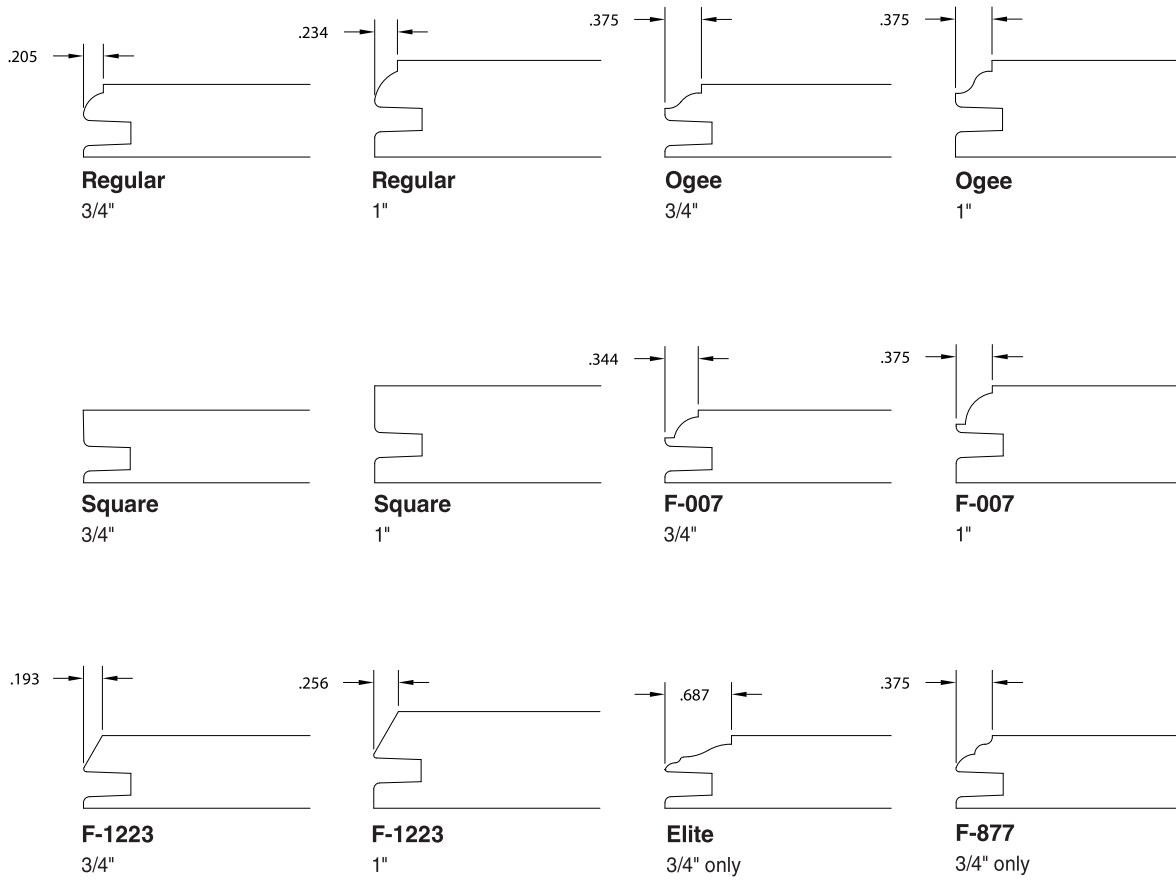 .205
.234
.375
.375
Regular
3/4"
Regular
1"
Ogee
3/4"
Ogee
1"
.344
.375
Square
3/4"
Square
1"
F-007
3/4"
F-007
1"
.193
.256
.687
.375
F-1223
3/4"
F-1223
1"
Elite
3/4" only
F-877
3/4" only